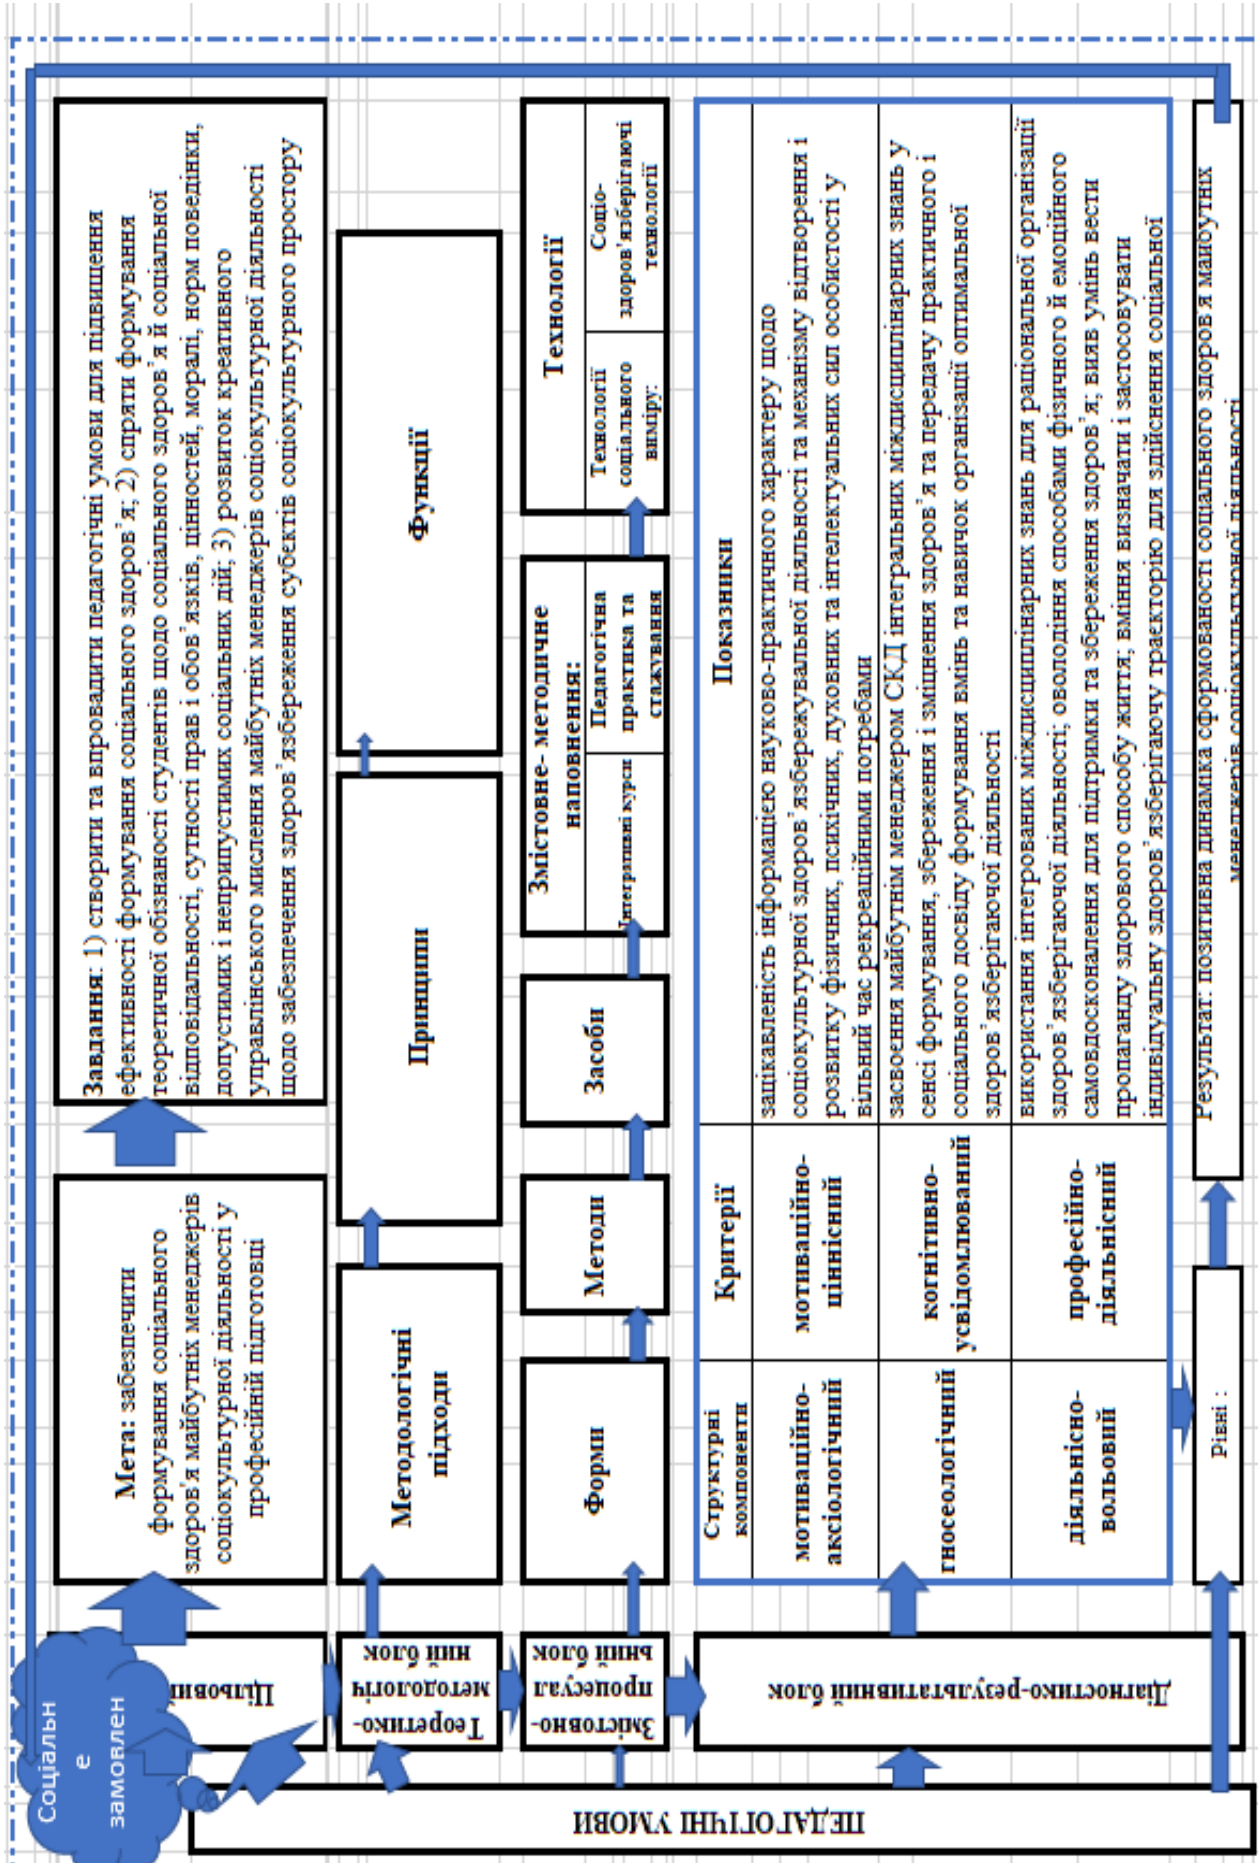 Соціальн
е
замовлен
Цільовий
Мета: забезпечити
формування соціального
здоров'я майбутніх менеджерів
соціокультурної діяльності у
професійній підготовці
Завдання: 1) створити та впровадити педагогічні умови для підвищення
ефективності формування соціального здоров'я; 2) сприяти формування
теоретичної обізнаності студентів щодо соціального здоров'я й соціальної
відповідальності, сутності прав і обов'язків, цінностей, моралі, норм поведінки,
допустимих і неприпустимих соціальних дій; 3) розвиток креативного
управлінського мислення майбутніх менеджерів соціокультурної діяльності
щодо забезпечення здоров'язбереження субєктів соціокультурного простору
Теоретико-
методологіч
ний блок
Методологічні
підходи
Принципи
Функції
Змістовно-
процесуал
ьний блок
Форми
Методи
Засоби
Змістовне- методичне
наповнення:
Інтегративні курси
Педагогічна
практика та
стажування
Технології
Технології
соціального
виміру:
Соціо-
здоров'язберігаючі
технології
Діагностико-результативний блок
Структурні
компоненти
Критерії
Показники
мотиваційно-
аксіологічний
мотиваційно-
ціннісний
зацікавленість інформацією науково-практичного характеру щодо
соціокультурної здоров'язбережувальної діяльності та механізму відтворення і
розвитку фізичних, психічних, духовних та інтелектуальних сил особистості у
вільний час рекреаційними потребами
гносеологічний
когнітивно-
усвідомлюваний
засвоєння майбутнім менеджером СКД інтегральних міждисциплінарних знань у
сенсі формування, збереження і зміцнення здоров'я та передачу практичного і
соціального досвіду формування вмінь та навичок організації оптимальної
здоров'язберігаючої діяльності
діяльнісно-
вольовий
професійно-
діяльнісний
використання інтегрованих міждисциплінарних знань для раціональної організації
здоров'язберігаючої діяльності; оволодіння способами фізичного й емоційного
самовдосконалення для підтримки та збереження здоров'я; вияв умінь вести
пропаганду здорового способу життя; вміння визначати і застосовувати
індивідуальну здоров'язберігаючу траєкторію для здійснення соціальної
Рівні :
Результат: позитивна динаміка сформованості соціального здоров'я майбутніх
менеджерів соціокультурної діяльності
ПЕДАГОГІЧНІ УМОВИ